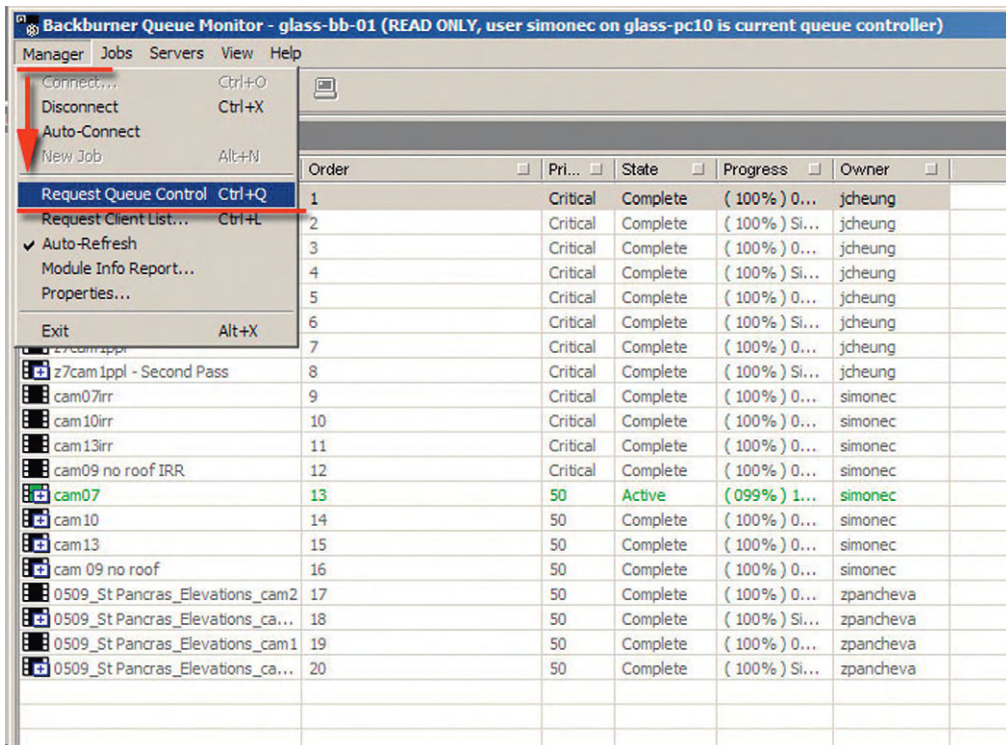 Backburner Queue Monitor - glass-bb-01 (READ ONLY, user simonec on glass-pc10 is current queue controller)
Manager Jobs Servers View Help
Connect... Ctrl+O
Disconnect Ctrl+X
Auto-Connect
New Job Alt+N
Request Queue Control Ctrl+Q
Request Client List... Ctrl+L
Auto-Refresh
Module Info Report...
Properties...
Exit Alt+X
Order Pri... State Progress Owner
1 Critical Complete ( 100% ) 0... jcheung
2 Critical Complete ( 100% ) Si... jcheung
3 Critical Complete ( 100% ) 0... jcheung
4 Critical Complete ( 100% ) Si... jcheung
5 Critical Complete ( 100% ) 0... jcheung
6 Critical Complete ( 100% ) Si... jcheung
7 Critical Complete ( 100% ) 0... jcheung
z7cam1ppl - Second Pass 8 Critical Complete ( 100% ) Si... jcheung
cam07irr 9 Critical Complete ( 100% ) 0... simonec
cam10irr 10 Critical Complete ( 100% ) 0... simonec
cam13irr 11 Critical Complete ( 100% ) 0... simonec
cam09 no roof IRR 12 Critical Complete ( 100% ) 0... simonec
cam07 13 50 Active ( 099% ) 1... simonec
cam10 14 50 Complete ( 100% ) 0... simonec
cam13 15 50 Complete ( 100% ) 0... simonec
cam 09 no roof 16 50 Complete ( 100% ) 0... simonec
0509_St Pancras_Elevations_cam2 17 50 Complete ( 100% ) 0... zpancheva
0509_St Pancras_Elevations_ca... 18 50 Complete ( 100% ) Si... zpancheva
0509_St Pancras_Elevations_cam1 19 50 Complete ( 100% ) 0... zpancheva
0509_St Pancras_Elevations_ca... 20 50 Complete ( 100% ) Si... zpancheva